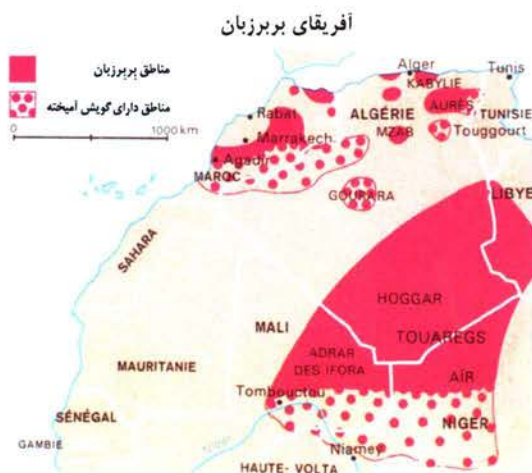 آفریقای بربرزبان
مناطق بربرزبان
مناطق دارای گویش آمیخته
0 1000 km
Alger
Tunis
KABYLIE
AURÈS
Rabat
ALGÉRIE
TUNISIE
MZAB
Touggourt
Marrakech
Agadir
MAROC
GOURARA
LIBYE
SAHARA
HOGGAR
MALI
TOUAREGS
ADRAR
DES IFORA
MAURITANIE
AÏR
Tombouctou
SÉNÉGAL
NIGER
GAMBIE
Niamey
HAUTE- VOLTA